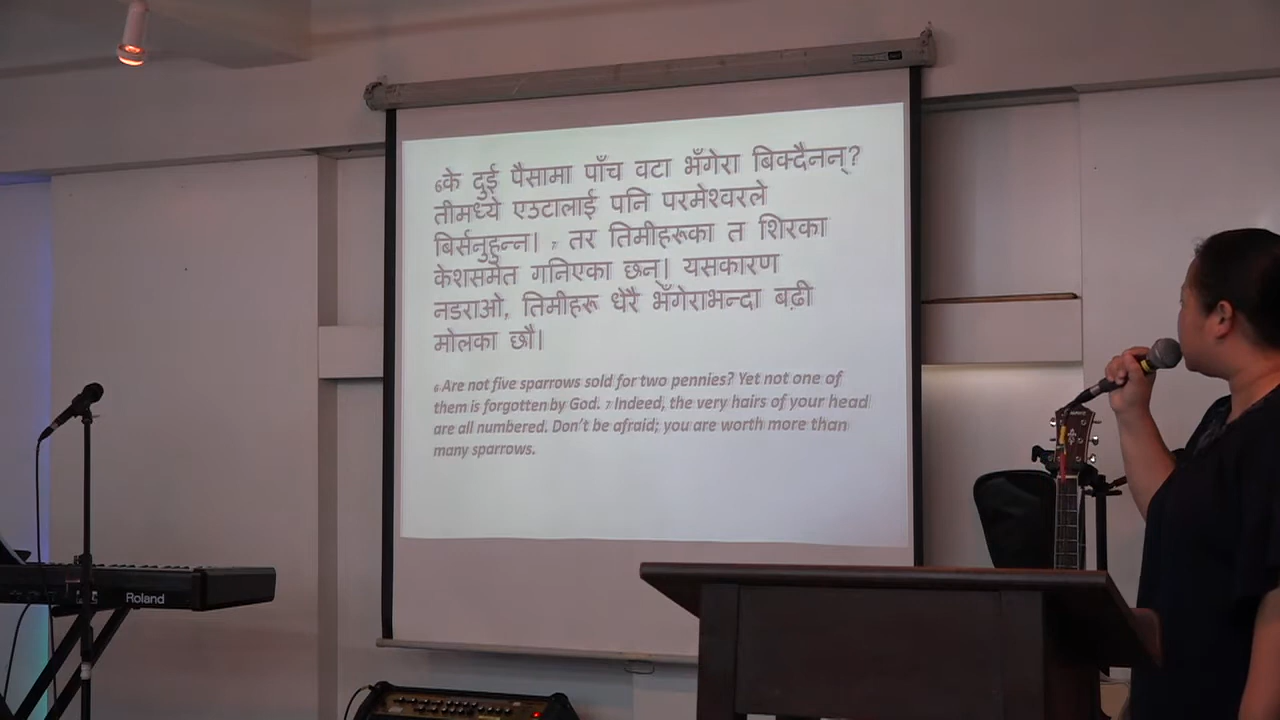 6के दुई पैसामा पाँच वटा भँगेरा बिक्दैनन्?
तीमध्ये एउटालाई पनि परमेश्वरले
बिर्सनुहुन्न। 7 तर तिमीहरूका त शिरका
केशसमेत गनिएका छन्। यसकारण
नडराओ, तिमीहरू धेरै भँगेराभन्दा बढ़ी
मोलका छौ।
6 Are not five sparrows sold for two pennies? Yet not one of
them is forgotten by God. 7 Indeed, the very hairs of your head
are all numbered. Don't be afraid; you are worth more than
many sparrows.
Roland